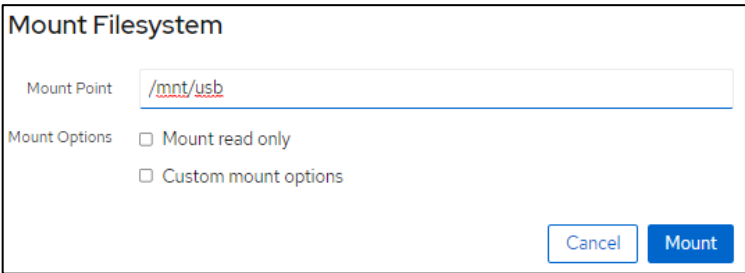 Mount Filesystem
Mount Point /mnt/usb
Mount Options Mount read only
Custom mount options
Cancel Mount